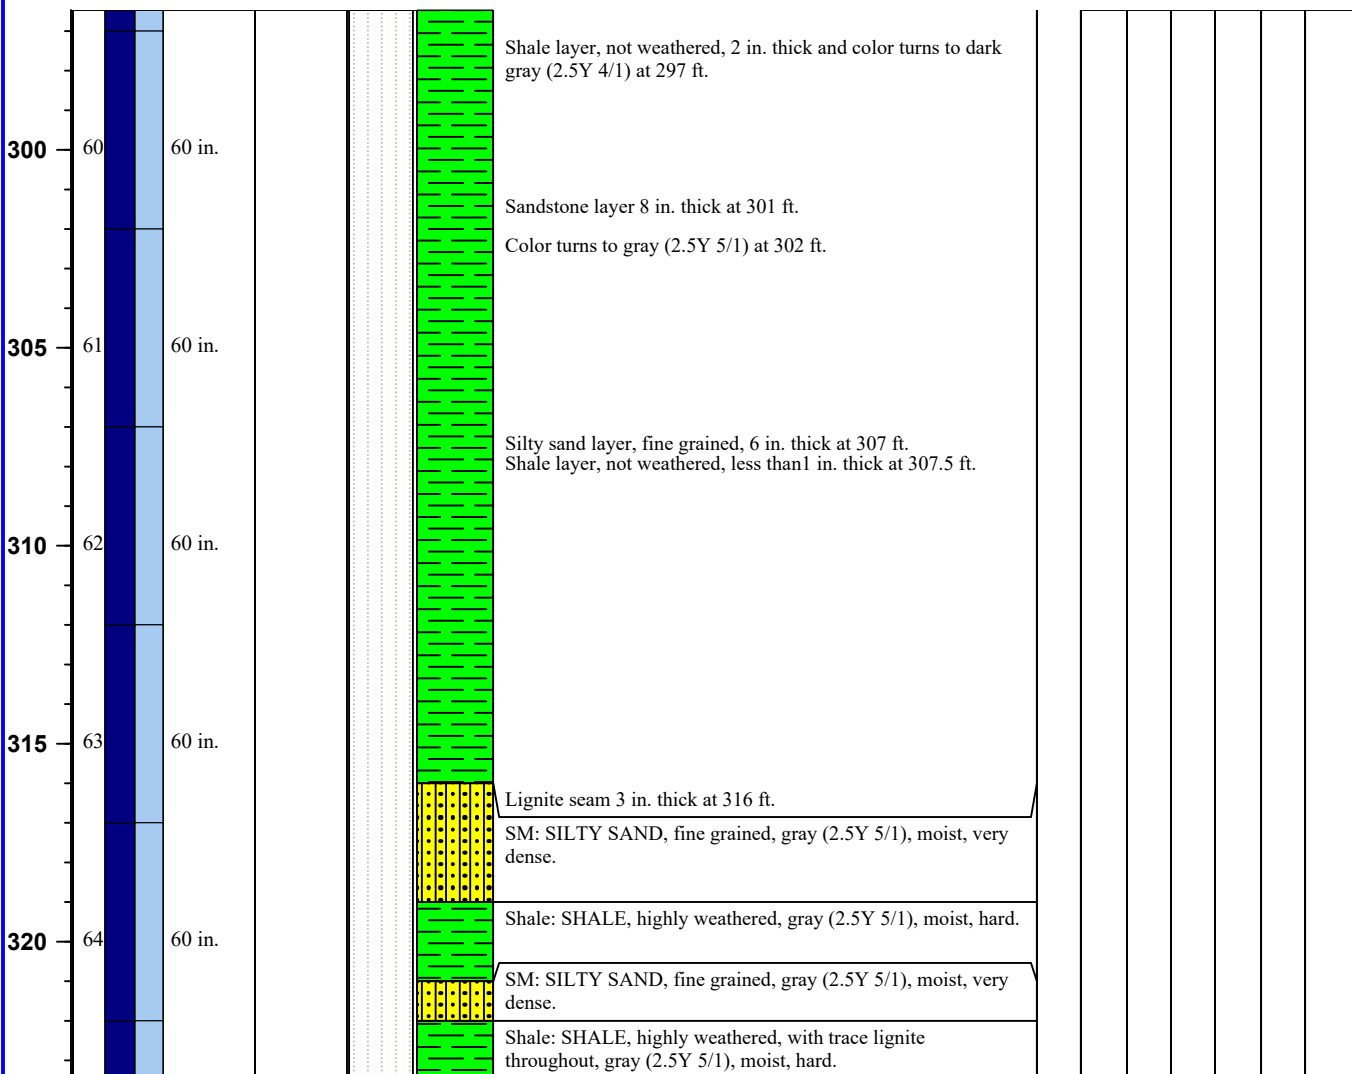 Shale layer, not weathered, 2 in. thick and color turns to dark
gray (2.5Y 4/1) at 297 ft.
300 60 60 in.
Sandstone layer 8 in. thick at 301 ft.
Color turns to gray (2.5Y 5/1) at 302 ft.
305 61 60 in.
Silty sand layer, fine grained, 6 in. thick at 307 ft.
Shale layer, not weathered, less than1 in. thick at 307.5 ft.
310 62 60 in.
315 63 60 in.
Lignite seam 3 in. thick at 316 ft.
SM: SILTY SAND, fine grained, gray (2.5Y 5/1), moist, very
dense.
Shale: SHALE, highly weathered, gray (2.5Y 5/1), moist, hard.
320 64 60 in.
SM: SILTY SAND, fine grained, gray (2.5Y 5/1), moist, very
dense.
Shale: SHALE, highly weathered, with trace lignite
throughout, gray (2.5Y 5/1), moist, hard.